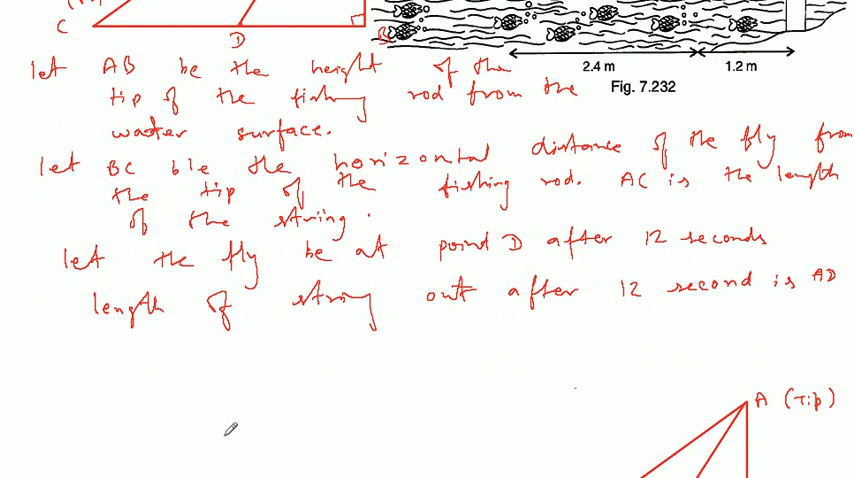 C
D
B
2.4 m
1.2 m
Fig. 7.232
let AB be the height of the
tip of the fishing rod from the
water surface.
let BC ble the horizontal distance of the fly from
the tip of the fishing rod. AC is the length
of the string.
let the fly be at point D after 12 seconds
length of string out after 12 second is AD
A (Tip)